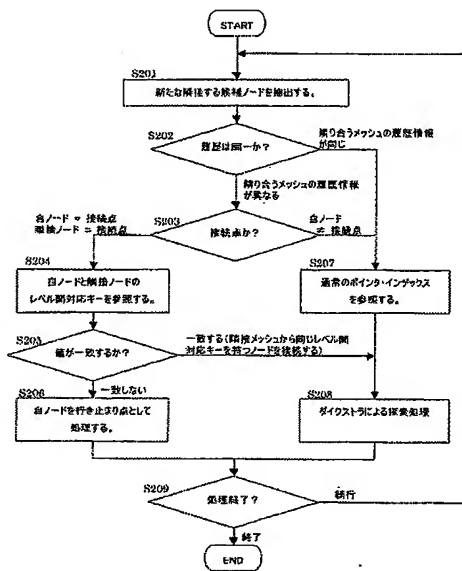 START
S201
新たな隣接する候補ノードを抽出する。
S202
履歴は同一か?
隣り合うメッシュの履歴情報
が同じ
隣り合うメッシュの履歴情報
が異なる
S203
接続点か?
自ノード = 接続点
隣接ノード = 接続点
自ノード
≠ 接続点
S204
自ノードと隣接ノードの
レベル間対応キーを参照する。
S207
通常のポインタ・インデックス
を参照する。
S205
値が一致するか?
一致する(隣接メッシュから同じレベル間
対応キーを持つノードを接続する)
一致しない
S206
自ノードを行き止まり点として
処理する。
S208
ダイクストラによる探索処理
S209
処理終了?
続行
終了
END